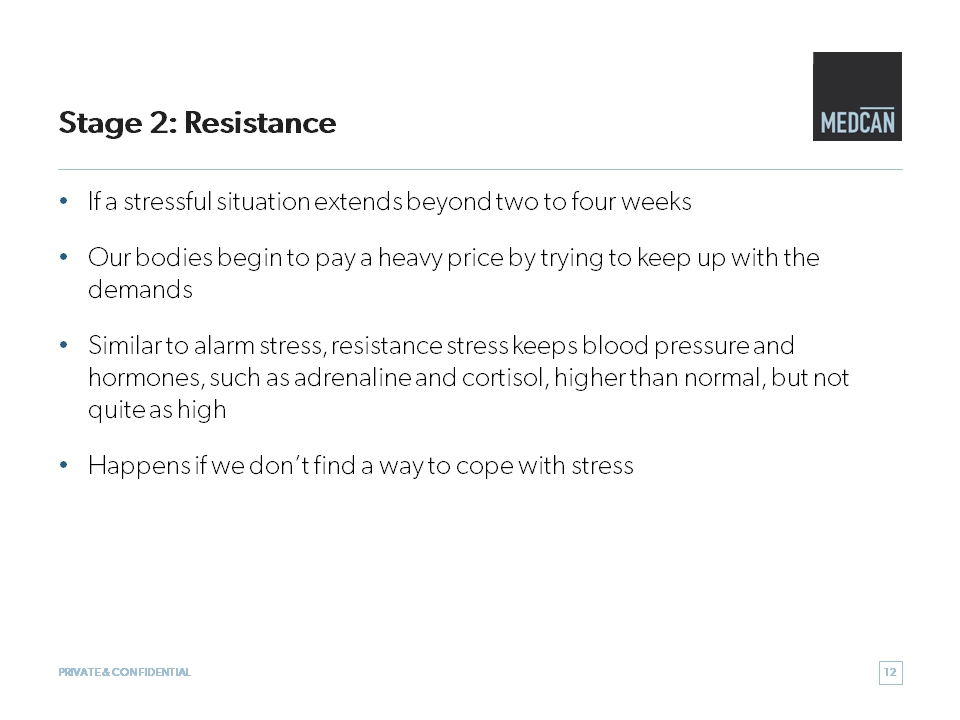 MEDCAN
Stage 2: Resistance
• If a stressful situation extends beyond two to four weeks
• Our bodies begin to pay a heavy price by trying to keep up with the
demands
• Similar to alarm stress, resistance stress keeps blood pressure and
hormones, such as adrenaline and cortisol, higher than normal, but not
quite as high
• Happens if we don’t find a way to cope with stress
PRIVATE & CONFIDENTIAL
12